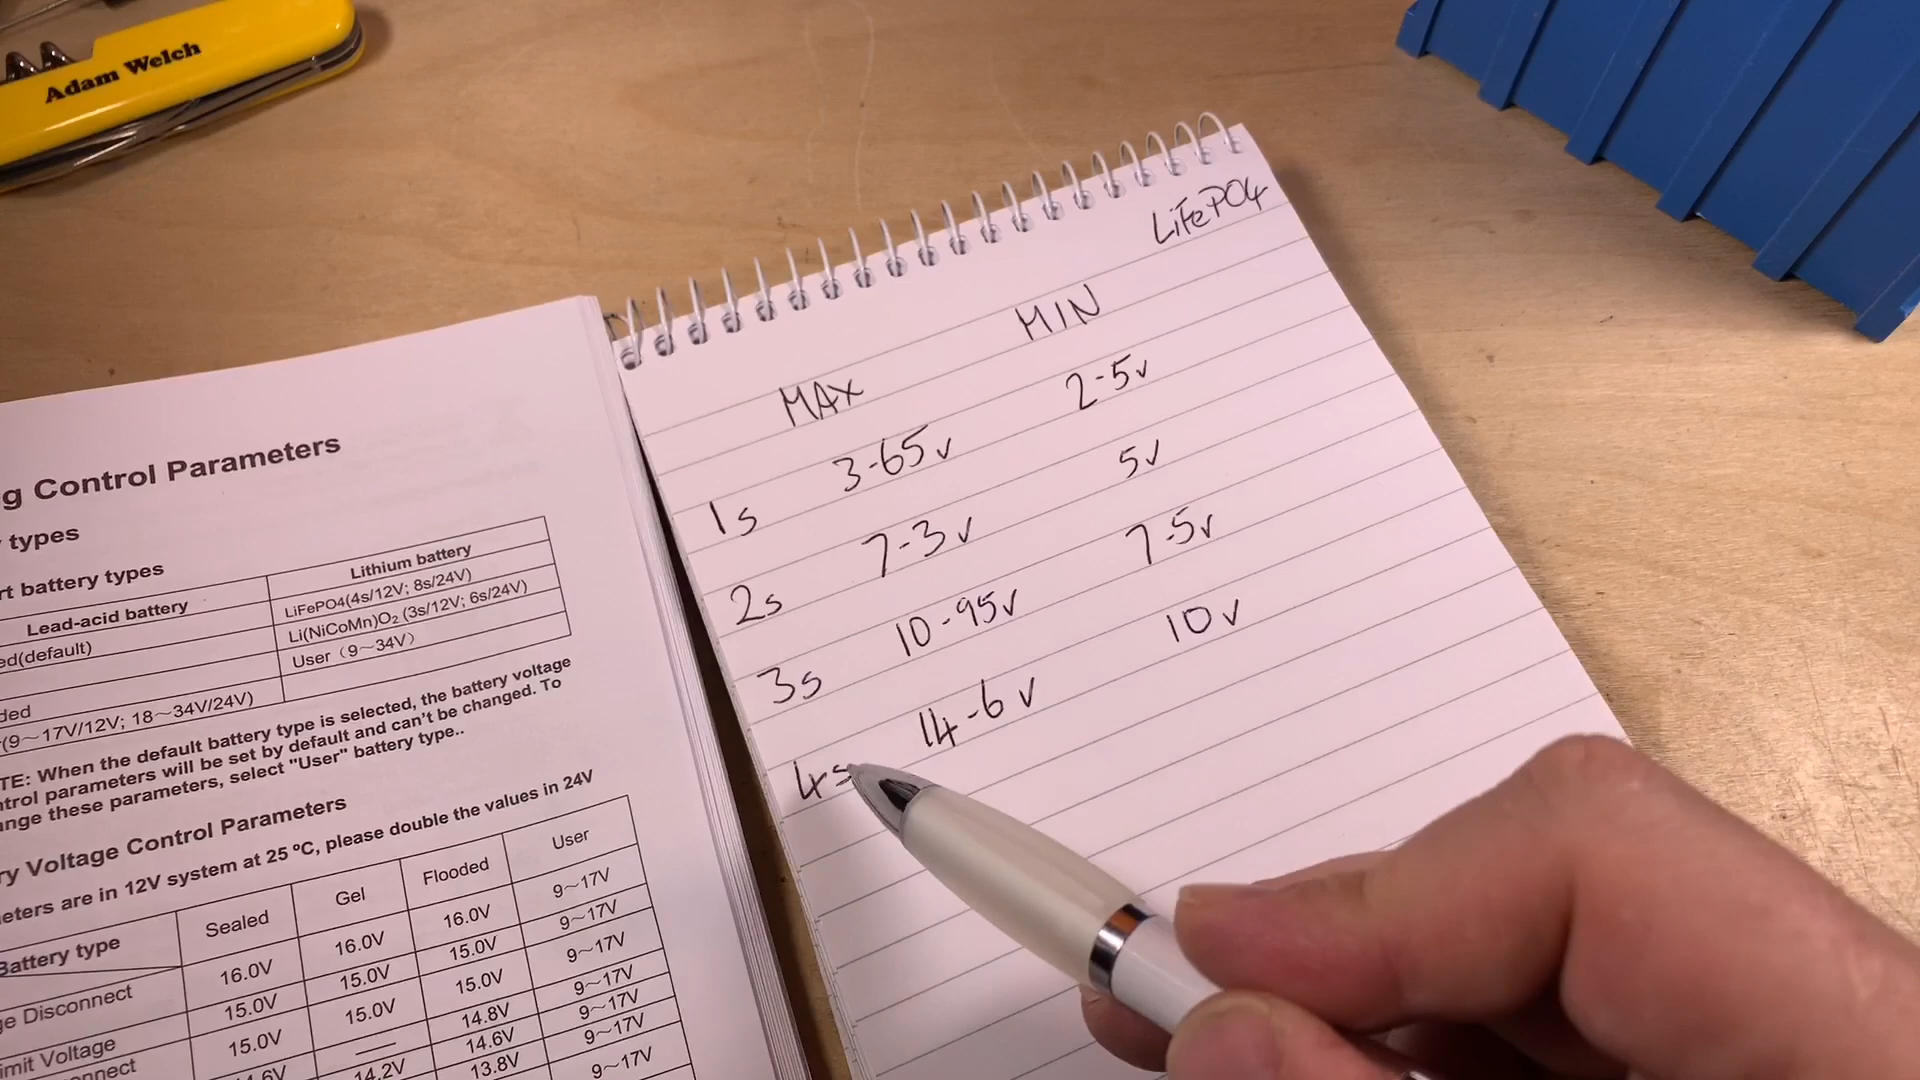 Adam Welch
LiFePO4
MAX MIN
1s 3-65v 2-5v
2s 7-3v 5v
3s 10-95v 7-5v
4s 14-6v 10v
g Control Parameters
types
rt battery types
Lead-acid battery Lithium battery
ed(default) LiFePO4(4s/12V; 8s/24V)
Li(NiCoMn)O₂ (3s/12V; 6s/24V)
ded User (9~34V)
(9~17V/12V; 18~34V/24V)
TE: When the default battery type is selected, the battery voltage
ntrol parameters will be set by default and can't be changed. To
ange these parameters, select "User" battery type..
ry Voltage Control Parameters
eters are in 12V system at 25 ºC, please double the values in 24V
Battery type Sealed Gel Flooded User
ge Disconnect 16.0V 16.0V 16.0V 9~17V
imit Voltage 15.0V 15.0V 15.0V 9~17V
nnect 15.0V 15.0V 15.0V 9~17V
—— 14.8V 9~17V
14.2V 14.6V 9~17V
13.8V 9~17V
9~17V